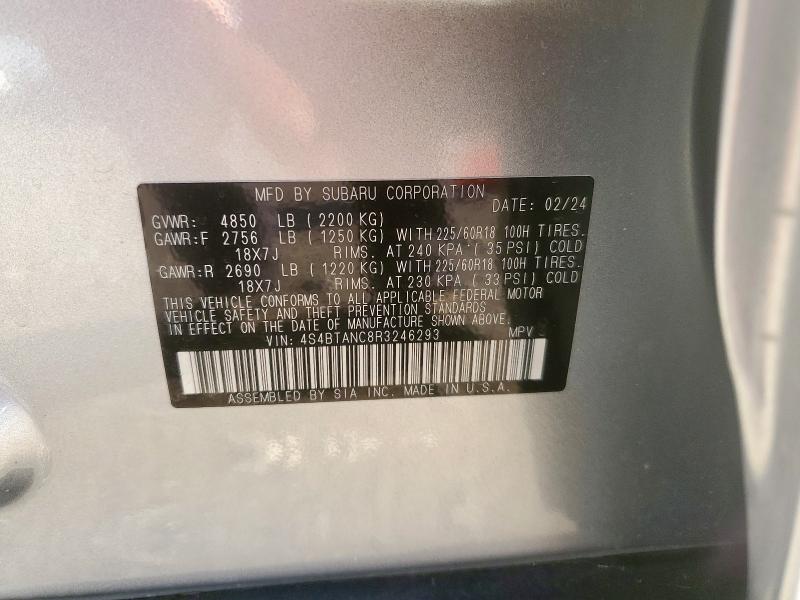 MFD BY SUBARU CORPORATION
DATE: 02/24
GVWR: 4850 LB ( 2200 KG)
GAWR:F 2756 LB ( 1250 KG) WITH 225/60R18 100H TIRES.
18X7J RIMS. AT 240 KPA ( 35 PSI) COLD
GAWR:R 2690 LB ( 1220 KG) WITH 225/60R18 100H TIRES.
18X7J RIMS. AT 230 KPA ( 33 PSI) COLD
THIS VEHICLE CONFORMS TO ALL APPLICABLE FEDERAL MOTOR
VEHICLE SAFETY AND THEFT PREVENTION STANDARDS
IN EFFECT ON THE DATE OF MANUFACTURE SHOWN ABOVE.
VIN: 4S4BTANC8R3246293 MPV
ASSEMBLED BY SIA INC. MADE IN U.S.A.